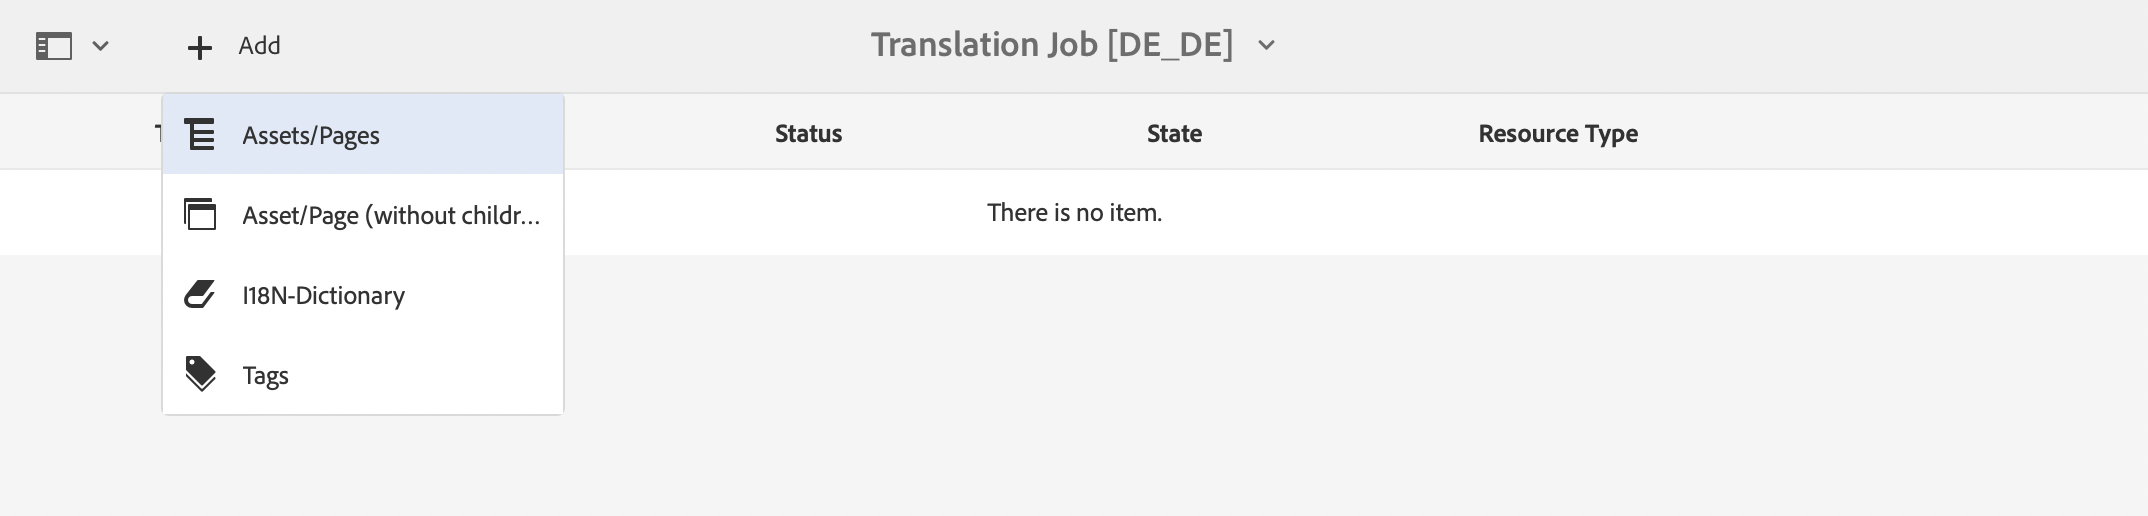 Add
Translation Job [DE_DE]
Status State Resource Type
Assets/Pages
Asset/Page (without childr...
There is no item.
I18N-Dictionary
Tags